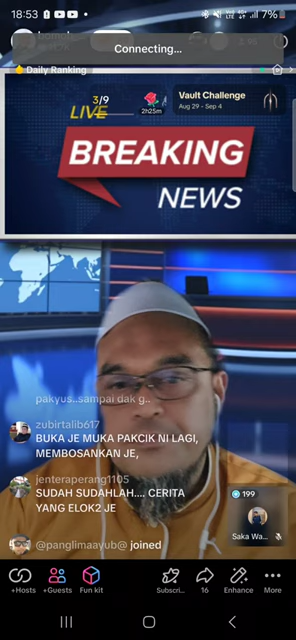 18:53
7%
Connecting...
Daily Ranking
3/9
LIVE
2h25m
Vault Challenge
Aug 29 - Sep 4
BREAKING
NEWS
pakyus..sampai dak g..
zubirtalib617
BUKA JE MUKA PAKCIK NI LAGI,
MEMBOSANKAN JE,
jenteraperang1105
SUDAH SUDAHLAH.... CERITA
YANG ELOK2 JE
@panglimaayub@ joined
199
Saka Wa...
+Hosts
+Guests
Fun kit
Subscri...
16
Enhance
More